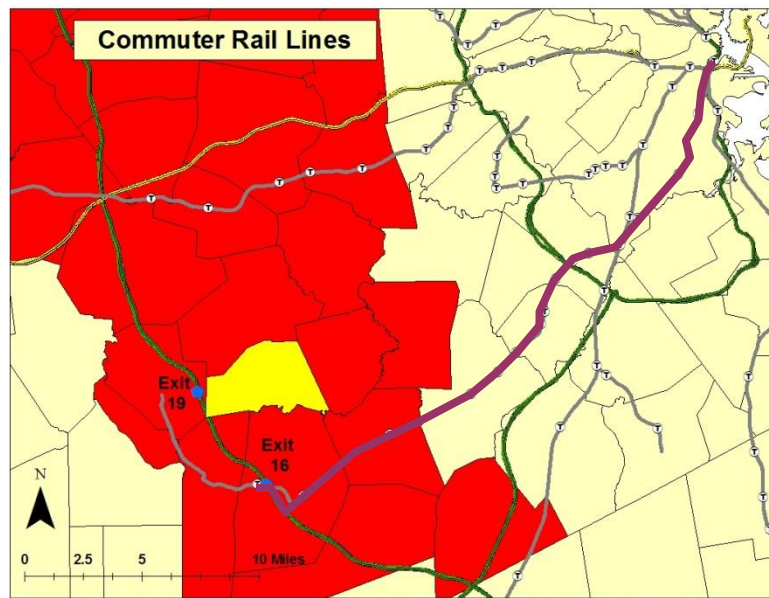 Commuter Rail Lines
T T T T T T T T T T T T T T T T T T T T T T T T T T T
Exit
19
Exit
16
N
0 2.5 5 10 Miles